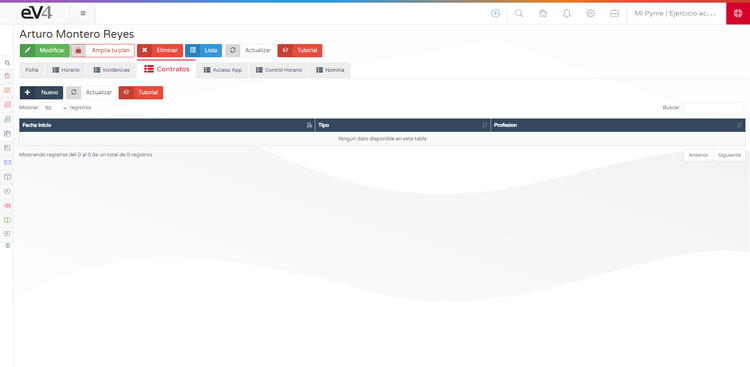 eV4
Mi Pyme | Ejercicio ac...
Arturo Montero Reyes
Modificar Amplia tu plan Eliminar Lista Actualizar Tutorial
Ficha Horario Incidencias Contratos Acceso App Control Horario Nomina
Nuevo Actualizar Tutorial
Mostrar 50 registros Buscar:
Fecha Inicio Tipo Profesion
Ningún dato disponible en esta tabla
Mostrando registros del 0 al 0 de un total de 0 registros Anterior Siguiente